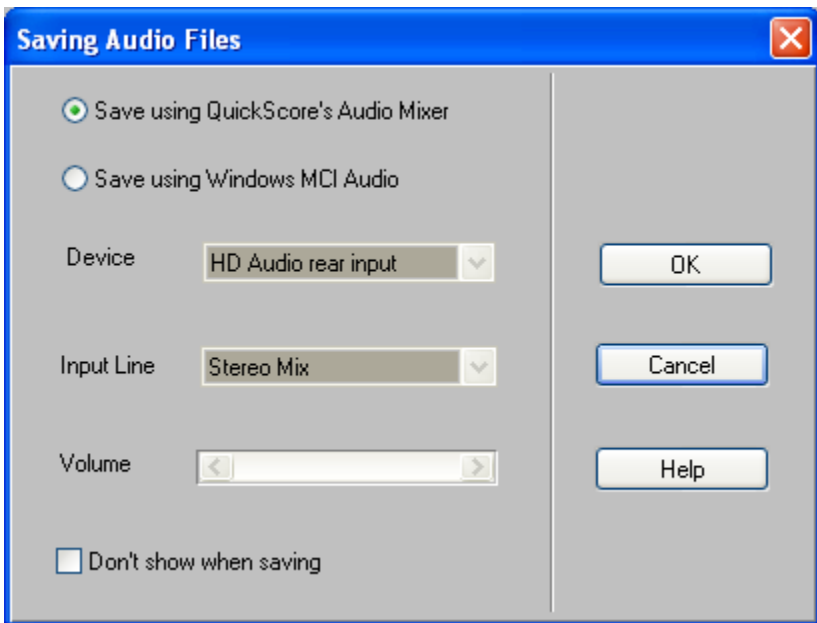 Saving Audio Files
Save using QuickScore's Audio Mixer
Save using Windows MCI Audio
Device
HD Audio rear input
OK
Input Line
Stereo Mix
Cancel
Volume
Help
Don't show when saving